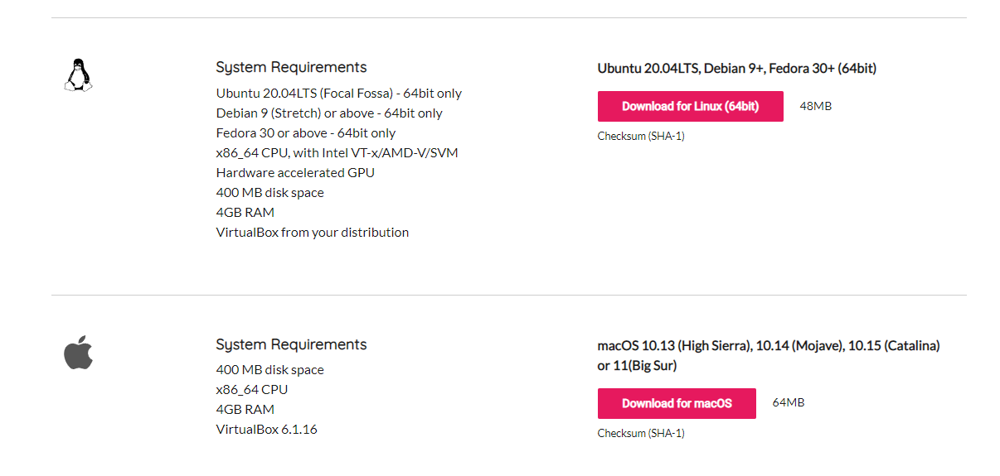 System Requirements
Ubuntu 20.04LTS (Focal Fossa) - 64bit only
Debian 9 (Stretch) or above - 64bit only
Fedora 30 or above - 64bit only
x86_64 CPU, with Intel VT-x/AMD-V/SVM
Hardware accelerated GPU
400 MB disk space
4GB RAM
VirtualBox from your distribution
Ubuntu 20.04LTS, Debian 9+, Fedora 30+ (64bit)
Download for Linux (64bit)
48MB
Checksum (SHA-1)
System Requirements
400 MB disk space
x86_64 CPU
4GB RAM
VirtualBox 6.1.16
macOS 10.13 (High Sierra), 10.14 (Mojave), 10.15 (Catalina)
or 11(Big Sur)
Download for macOS
64MB
Checksum (SHA-1)